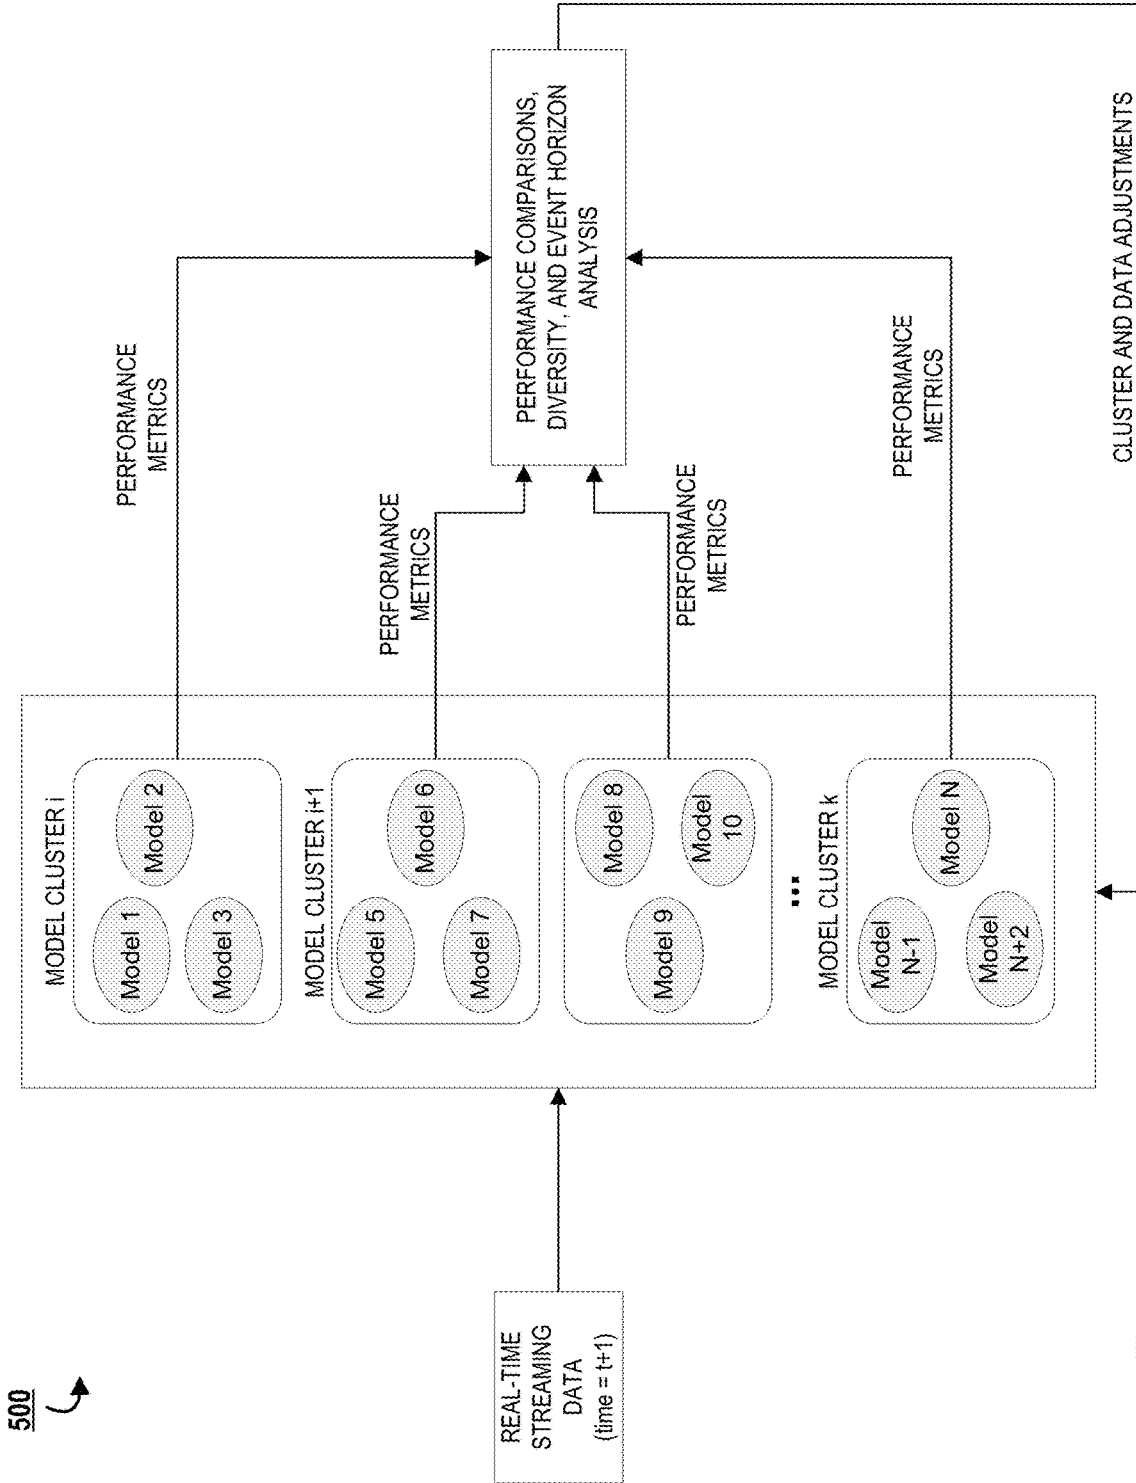 500
REAL-TIME
STREAMING
DATA
(time = t+1)
MODEL CLUSTER i
Model 1
Model 2
Model 3
MODEL CLUSTER i+1
Model 5
Model 6
Model 7
Model 8
Model 9
Model
10
...
MODEL CLUSTER k
Model
N-1
Model N
Model
N+2
PERFORMANCE
METRICS
PERFORMANCE
METRICS
PERFORMANCE
METRICS
PERFORMANCE
METRICS
PERFORMANCE COMPARISONS,
DIVERSITY, AND EVENT HORIZON
ANALYSIS
CLUSTER AND DATA ADJUSTMENTS